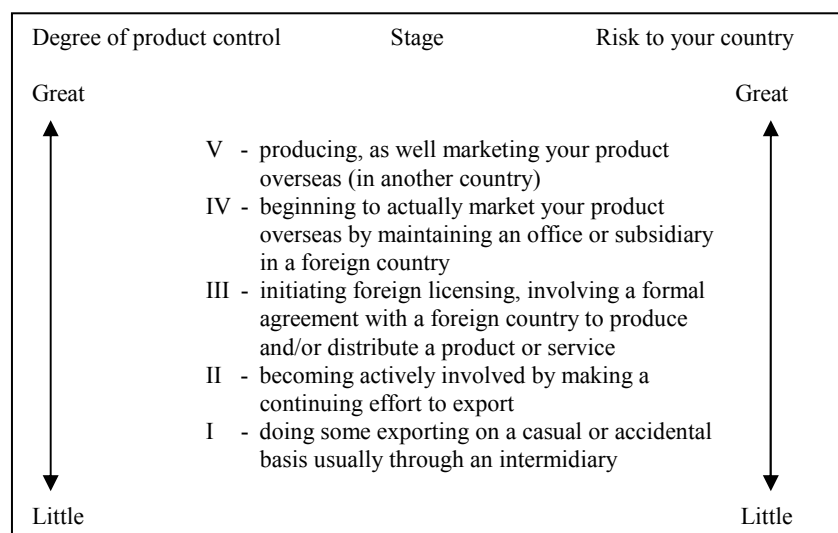 Degree of product control Stage Risk to your country
Great Great
V - producing, as well marketing your product
overseas (in another country)
IV - beginning to actually market your product
overseas by maintaining an office or subsidiary
in a foreign country
III - initiating foreign licensing, involving a formal
agreement with a foreign country to produce
and/or distribute a product or service
II - becoming actively involved by making a
continuing effort to export
I - doing some exporting on a casual or accidental
basis usually through an intermidiary
Little Little